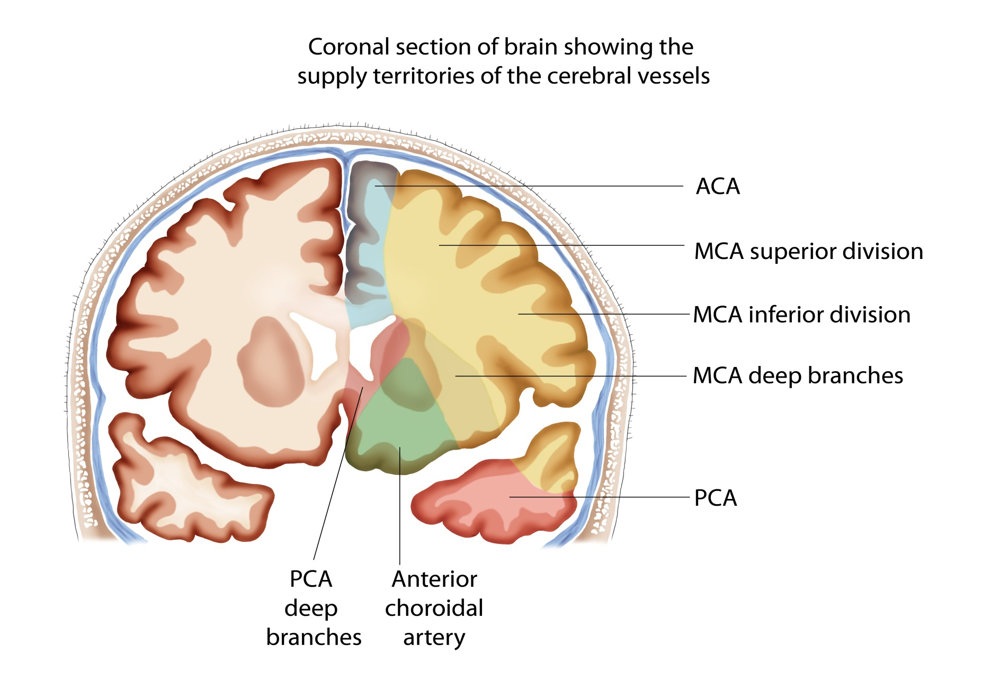 Coronal section of brain showing the
supply territories of the cerebral vessels
ACA
MCA superior division
MCA inferior division
MCA deep branches
PCA
PCA
deep
branches
Anterior
choroidal
artery